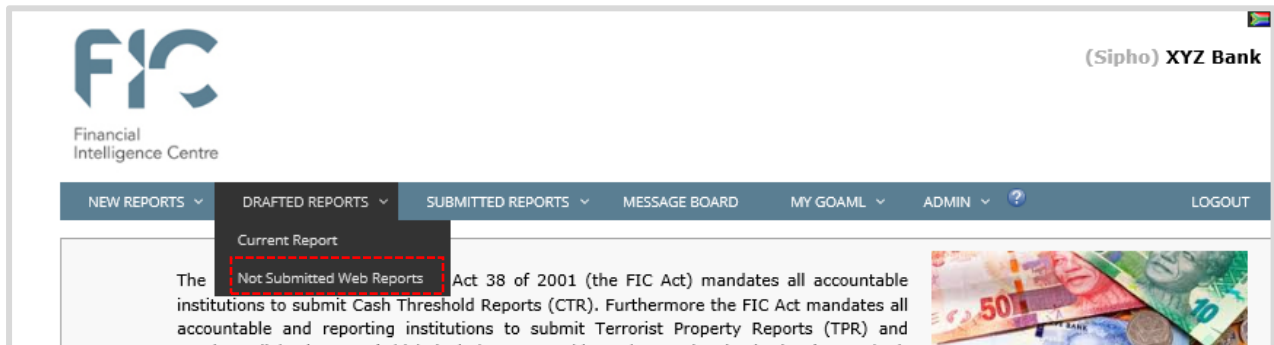 FIC
Financial
Intelligence Centre
(Sipho) XYZ Bank
NEW REPORTS DRAFTED REPORTS SUBMITTED REPORTS MESSAGE BOARD MY GOAML ADMIN ? LOGOUT
Current Report
Not Submitted Web Reports
The Act 38 of 2001 (the FIC Act) mandates all accountable
institutions to submit Cash Threshold Reports (CTR). Furthermore the FIC Act mandates all
accountable and reporting institutions to submit Terrorist Property Reports (TPR) and
50
10